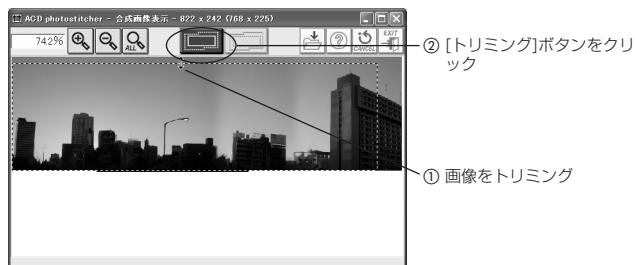 ACD photostitcher - 合成画像表示 - 822 x 242 (768 x 225)
74.2%
ALL
CANCEL
EXIT
② [トリミング]ボタンをクリ
ック
① 画像をトリミング